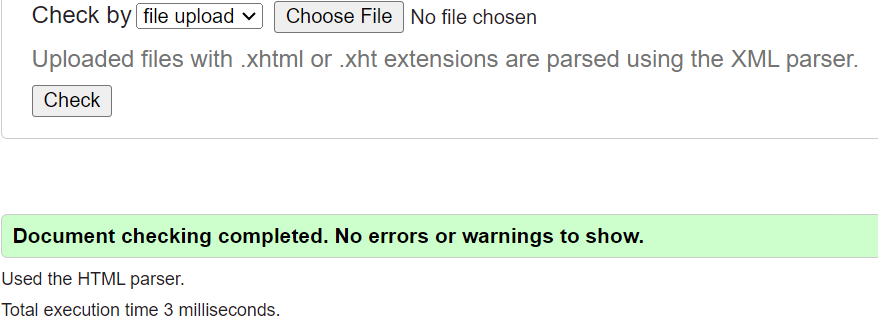 Check by file upload Choose File No file chosen
Uploaded files with .xhtml or .xht extensions are parsed using the XML parser.
Check
Document checking completed. No errors or warnings to show.
Used the HTML parser.
Total execution time 3 milliseconds.